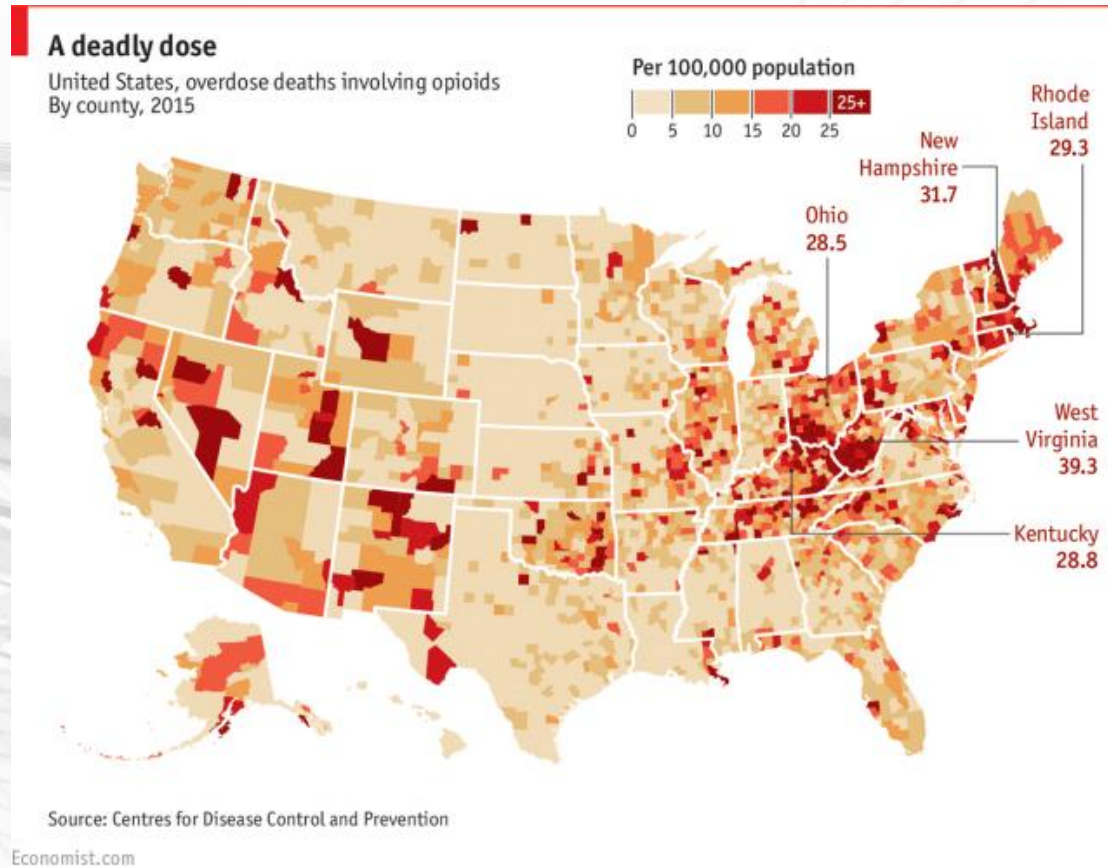 A deadly dose
United States, overdose deaths involving opioids
By county, 2015
Per 100,000 population
25+
0 5 10 15 20 25
Rhode
Island
29.3
New
Hampshire
31.7
Ohio
28.5
West
Virginia
39.3
Kentucky
28.8
Source: Centres for Disease Control and Prevention
Economist.com